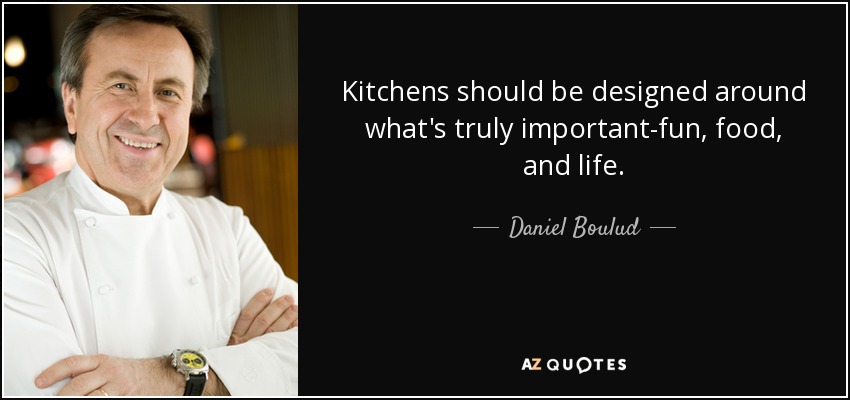 Kitchens should be designed around
what's truly important-fun, food,
and life.
Daniel Boulud
AZ QUOTES